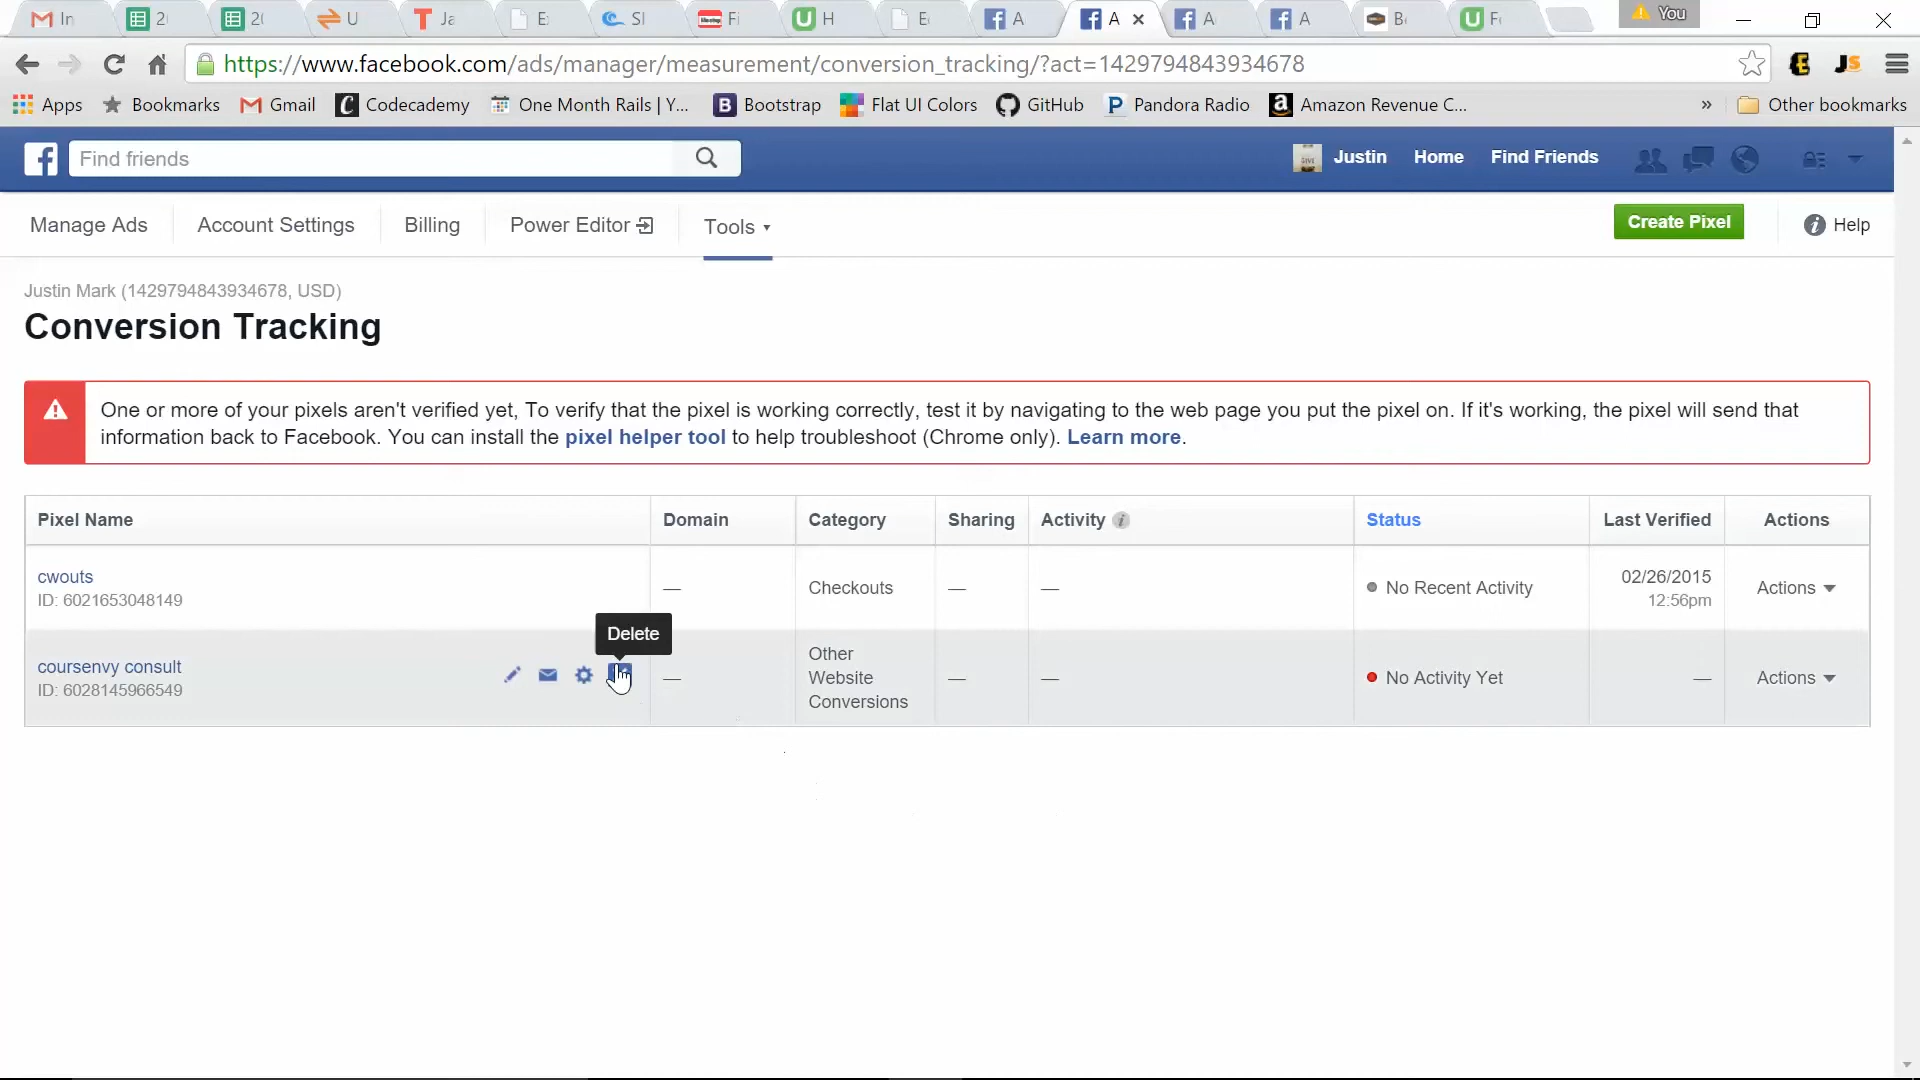 In
2
2(
U
Ja
E
Sl
Fi
H
E
A
A
A
A
B
F
You
https://www.facebook.com/ads/manager/measurement/conversion_tracking/?act=1429794843934678
Apps
Bookmarks
Gmail
Codecademy
One Month Rails | Y...
Bootstrap
Flat UI Colors
GitHub
Pandora Radio
Amazon Revenue C...
»
Other bookmarks
Find friends
Justin
Home
Find Friends
Manage Ads
Account Settings
Billing
Power Editor
Tools
Create Pixel
Help
Justin Mark (1429794843934678, USD)
Conversion Tracking
One or more of your pixels aren't verified yet, To verify that the pixel is working correctly, test it by navigating to the web page you put the pixel on. If it's working, the pixel will send that
information back to Facebook. You can install the pixel helper tool to help troubleshoot (Chrome only). Learn more.
Pixel Name
Domain
Category
Sharing
Activity
Status
Last Verified
Actions
cwouts
ID: 6021653048149
—
Checkouts
—
—
No Recent Activity
02/26/2015
12:56pm
Actions
Delete
coursenvy consult
ID: 6028145966549
—
Other
Website
Conversions
—
—
No Activity Yet
—
Actions